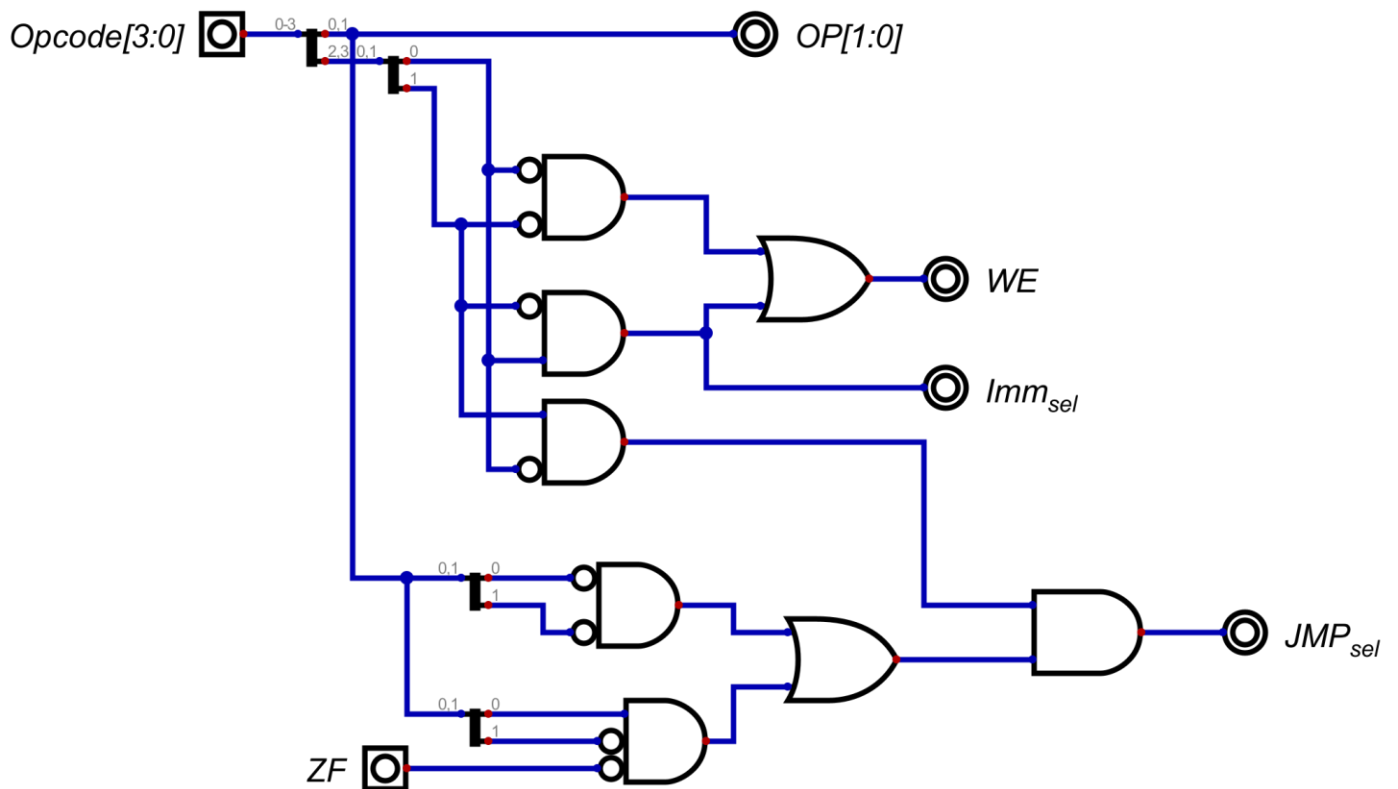 Opcode[3:0] 0-3 0,1 OP[1:0]
2,3 0,1 0
1
WE
Imm_sel
0,1 0
1
JMP_sel
0,1 0
1
ZF